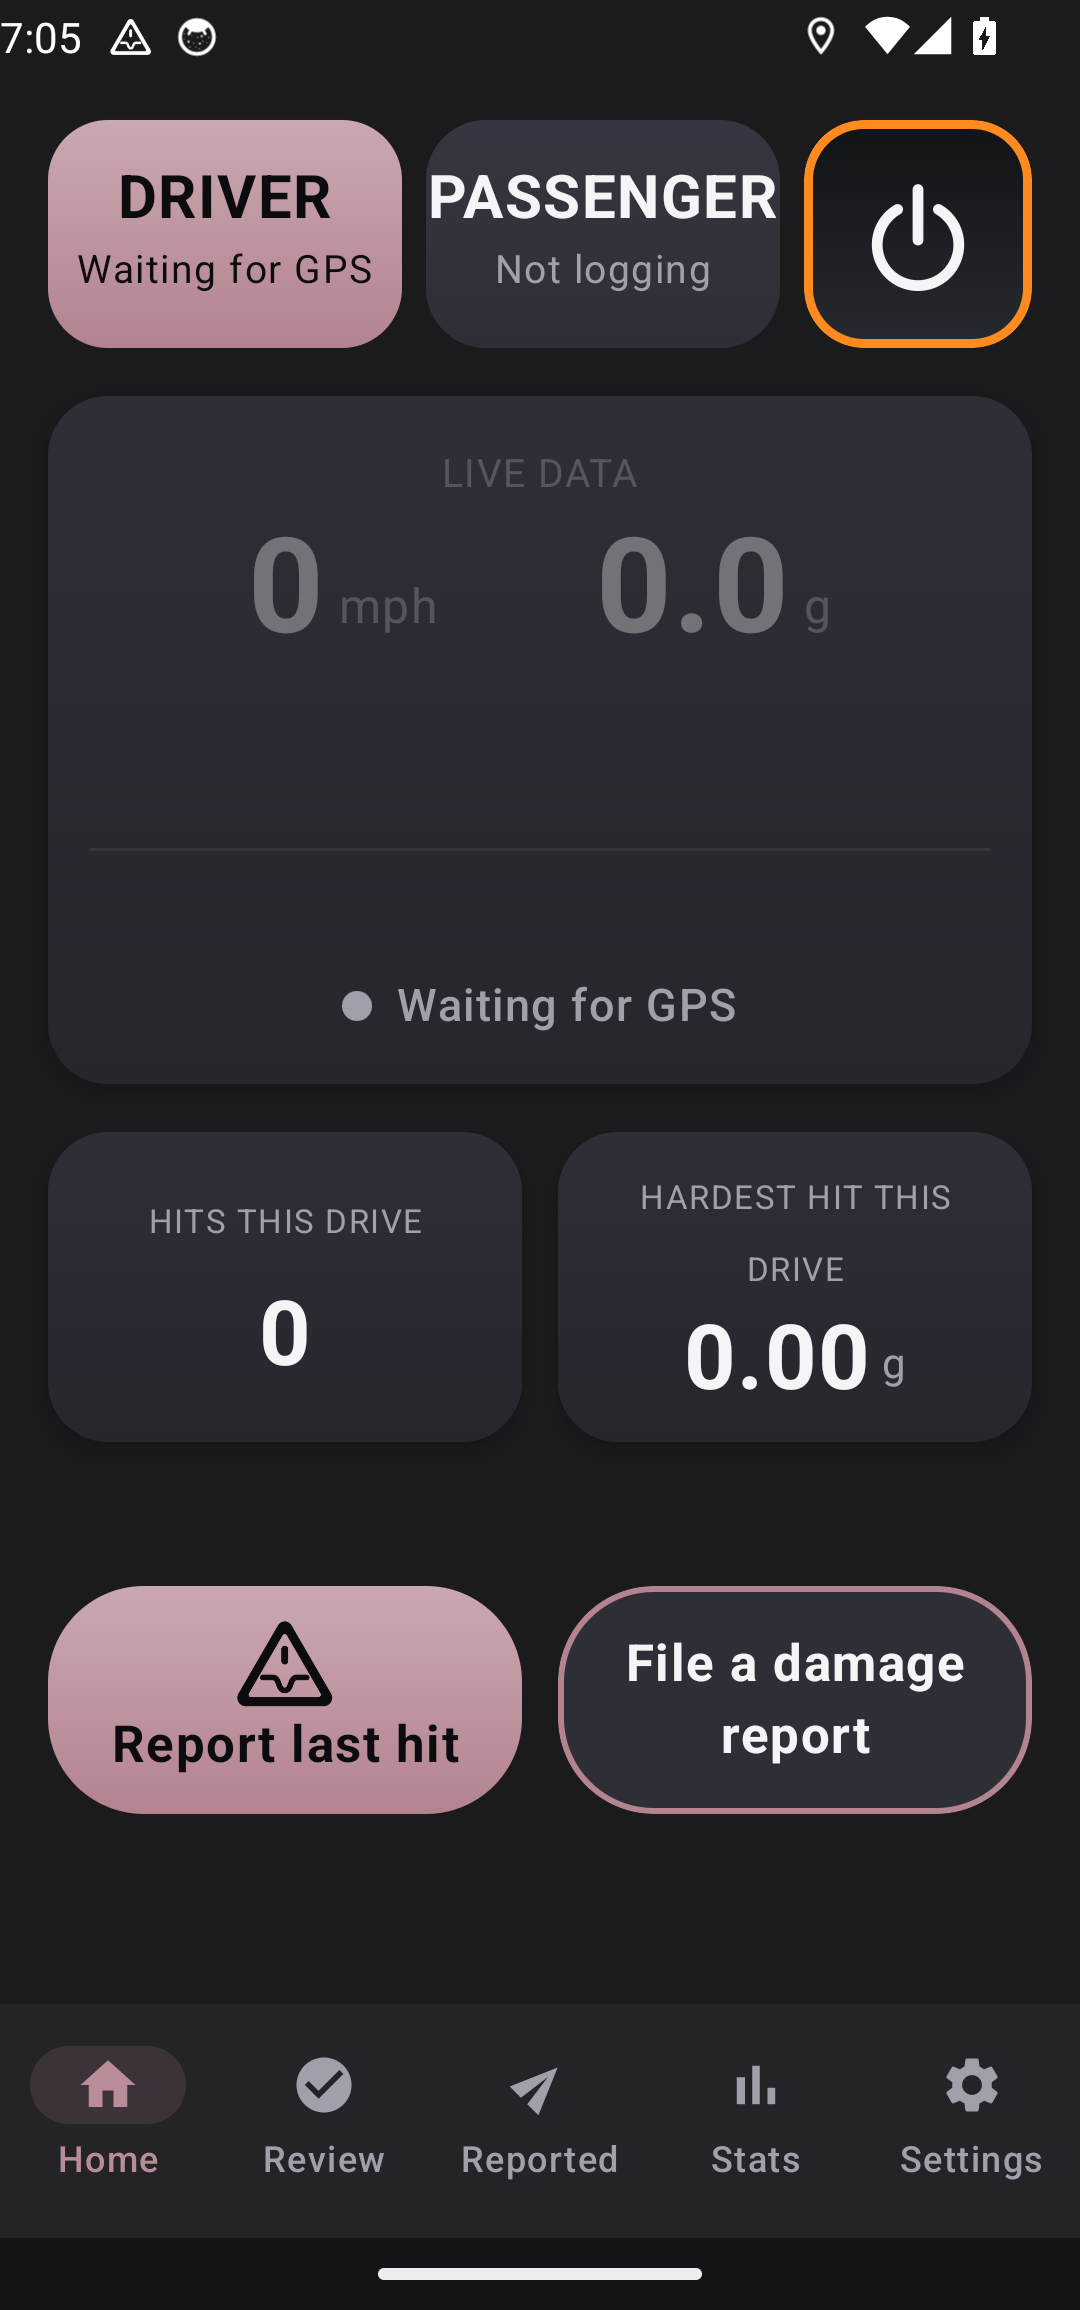 7:05
DRIVER
Waiting for GPS
PASSENGER
Not logging
LIVE DATA
0 mph
0.0 g
Waiting for GPS
HITS THIS DRIVE
0
HARDEST HIT THIS
DRIVE
0.00 g
Report last hit
File a damage
report
Home
Review
Reported
Stats
Settings